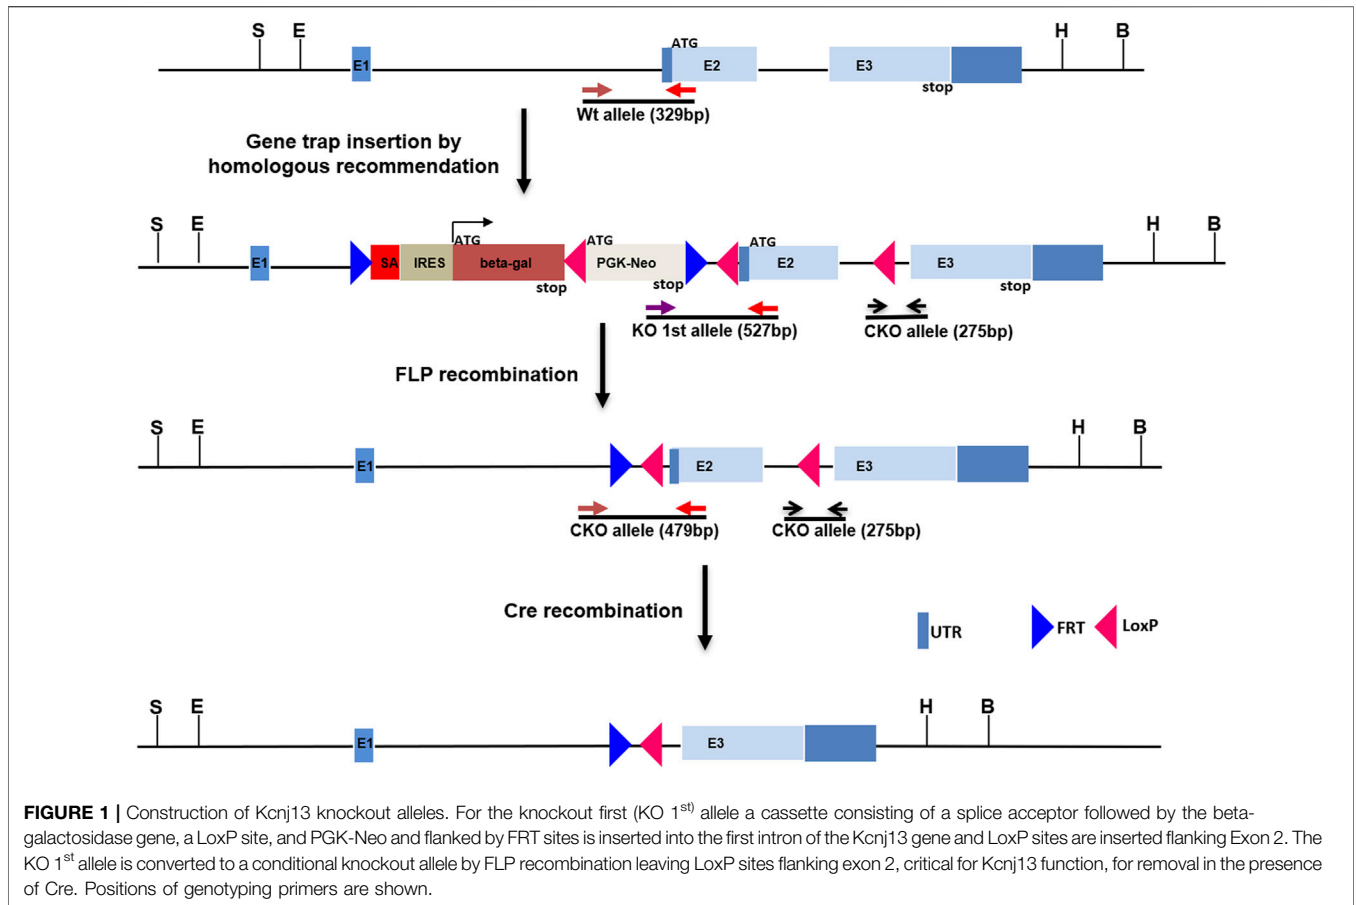 S E E1 ATG E2 E3 stop H B
Wt allele (329bp)
Gene trap insertion by
homologous recommendation
S E E1 SA IRES ATG beta-gal stop ATG PGK-Neo stop ATG E2 E3 stop H B
KO 1st allele (527bp) CKO allele (275bp)
FLP recombination
S E E1 E2 E3 H B
CKO allele (479bp) CKO allele (275bp)
Cre recombination
UTR FRT LoxP
S E E1 E3 H B
FIGURE 1 | Construction of Kcnj13 knockout alleles. For the knockout first (KO 1st) allele a cassette consisting of a splice acceptor followed by the beta-
galactosidase gene, a LoxP site, and PGK-Neo and flanked by FRT sites is inserted into the first intron of the Kcnj13 gene and LoxP sites are inserted flanking Exon 2. The
KO 1st allele is converted to a conditional knockout allele by FLP recombination leaving LoxP sites flanking exon 2, critical for Kcnj13 function, for removal in the presence
of Cre. Positions of genotyping primers are shown.